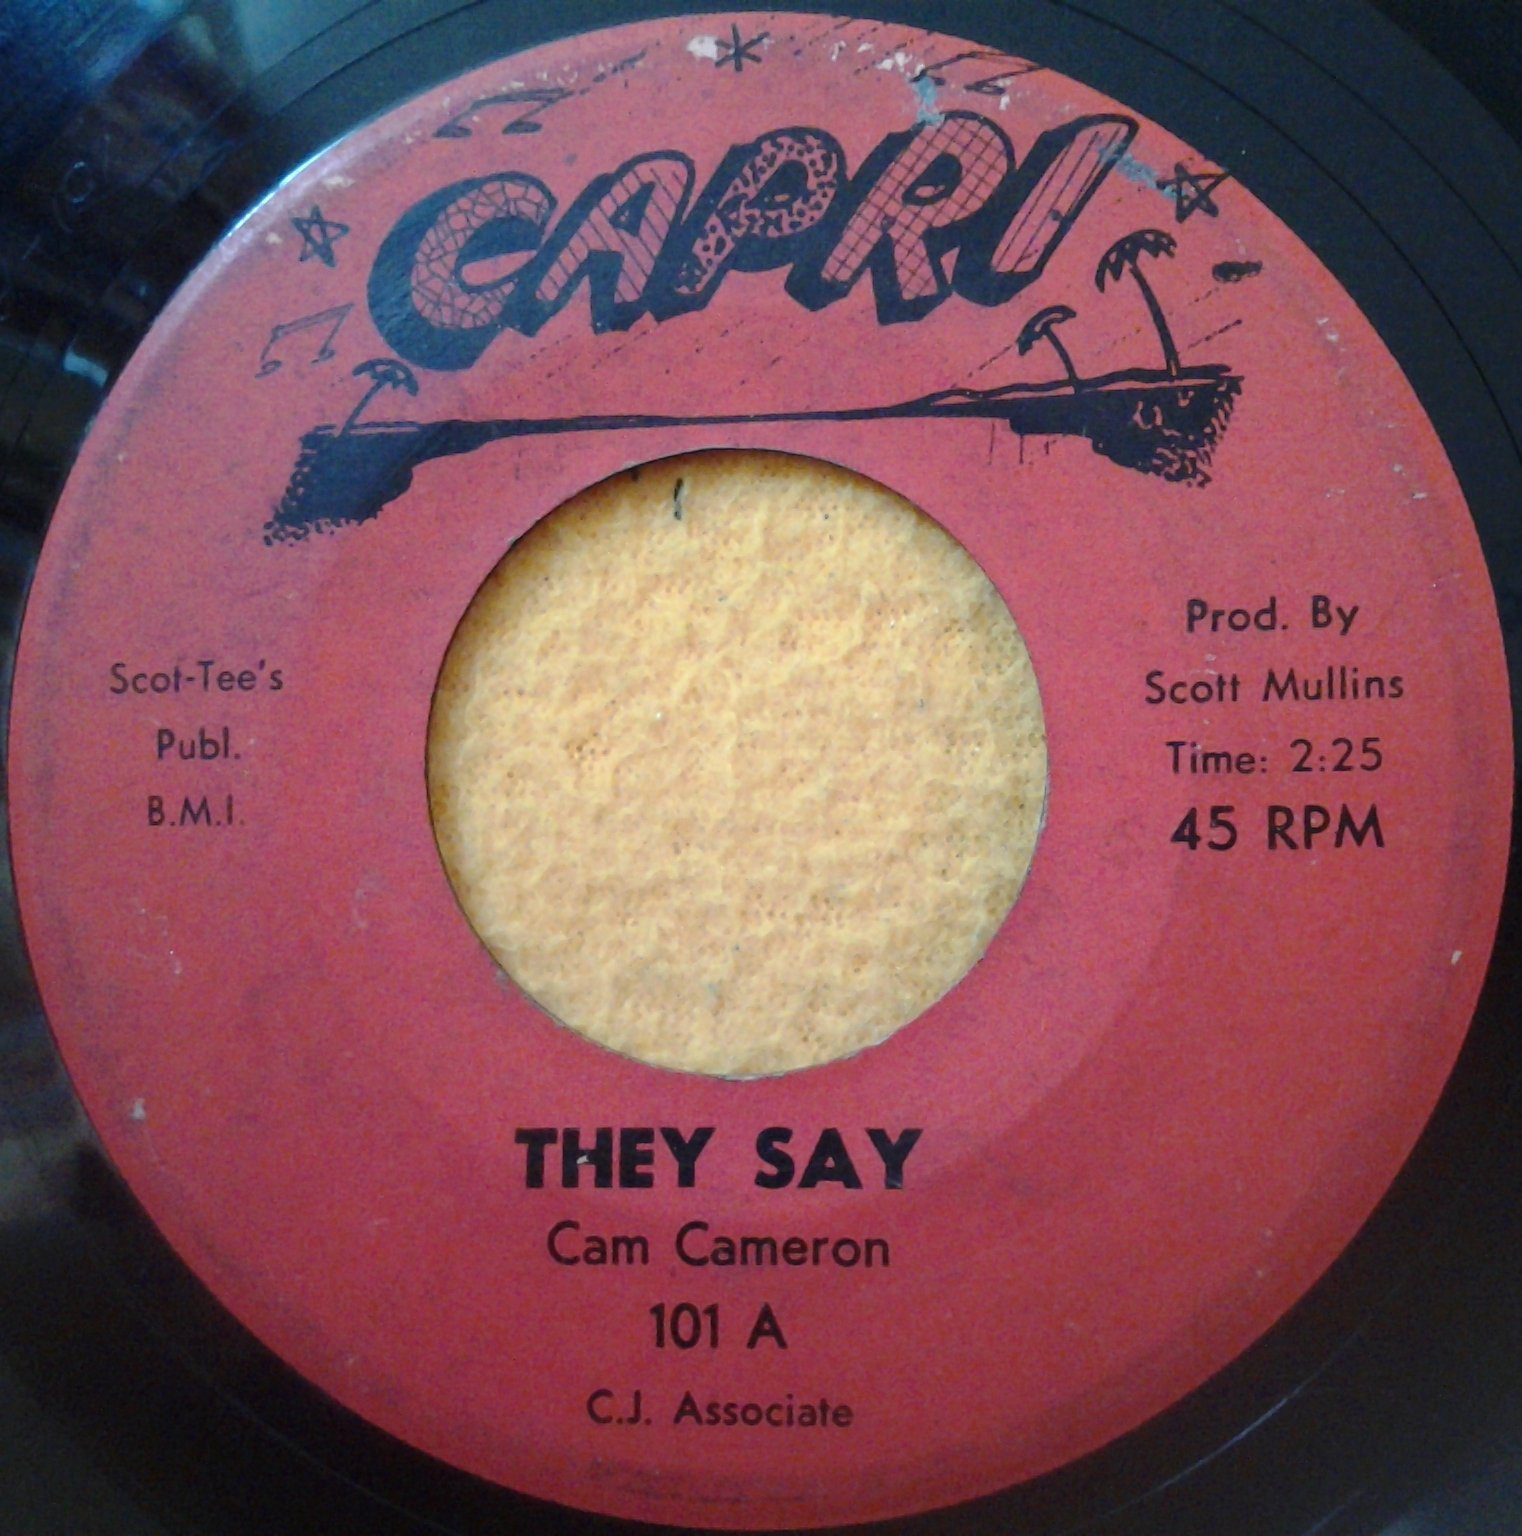 CAPRI
Scot-Tee's
Publ.
B.M.I.
Prod. By
Scott Mullins
Time: 2:25
45 RPM
THEY SAY
Cam Cameron
101 A
C.J. Associate